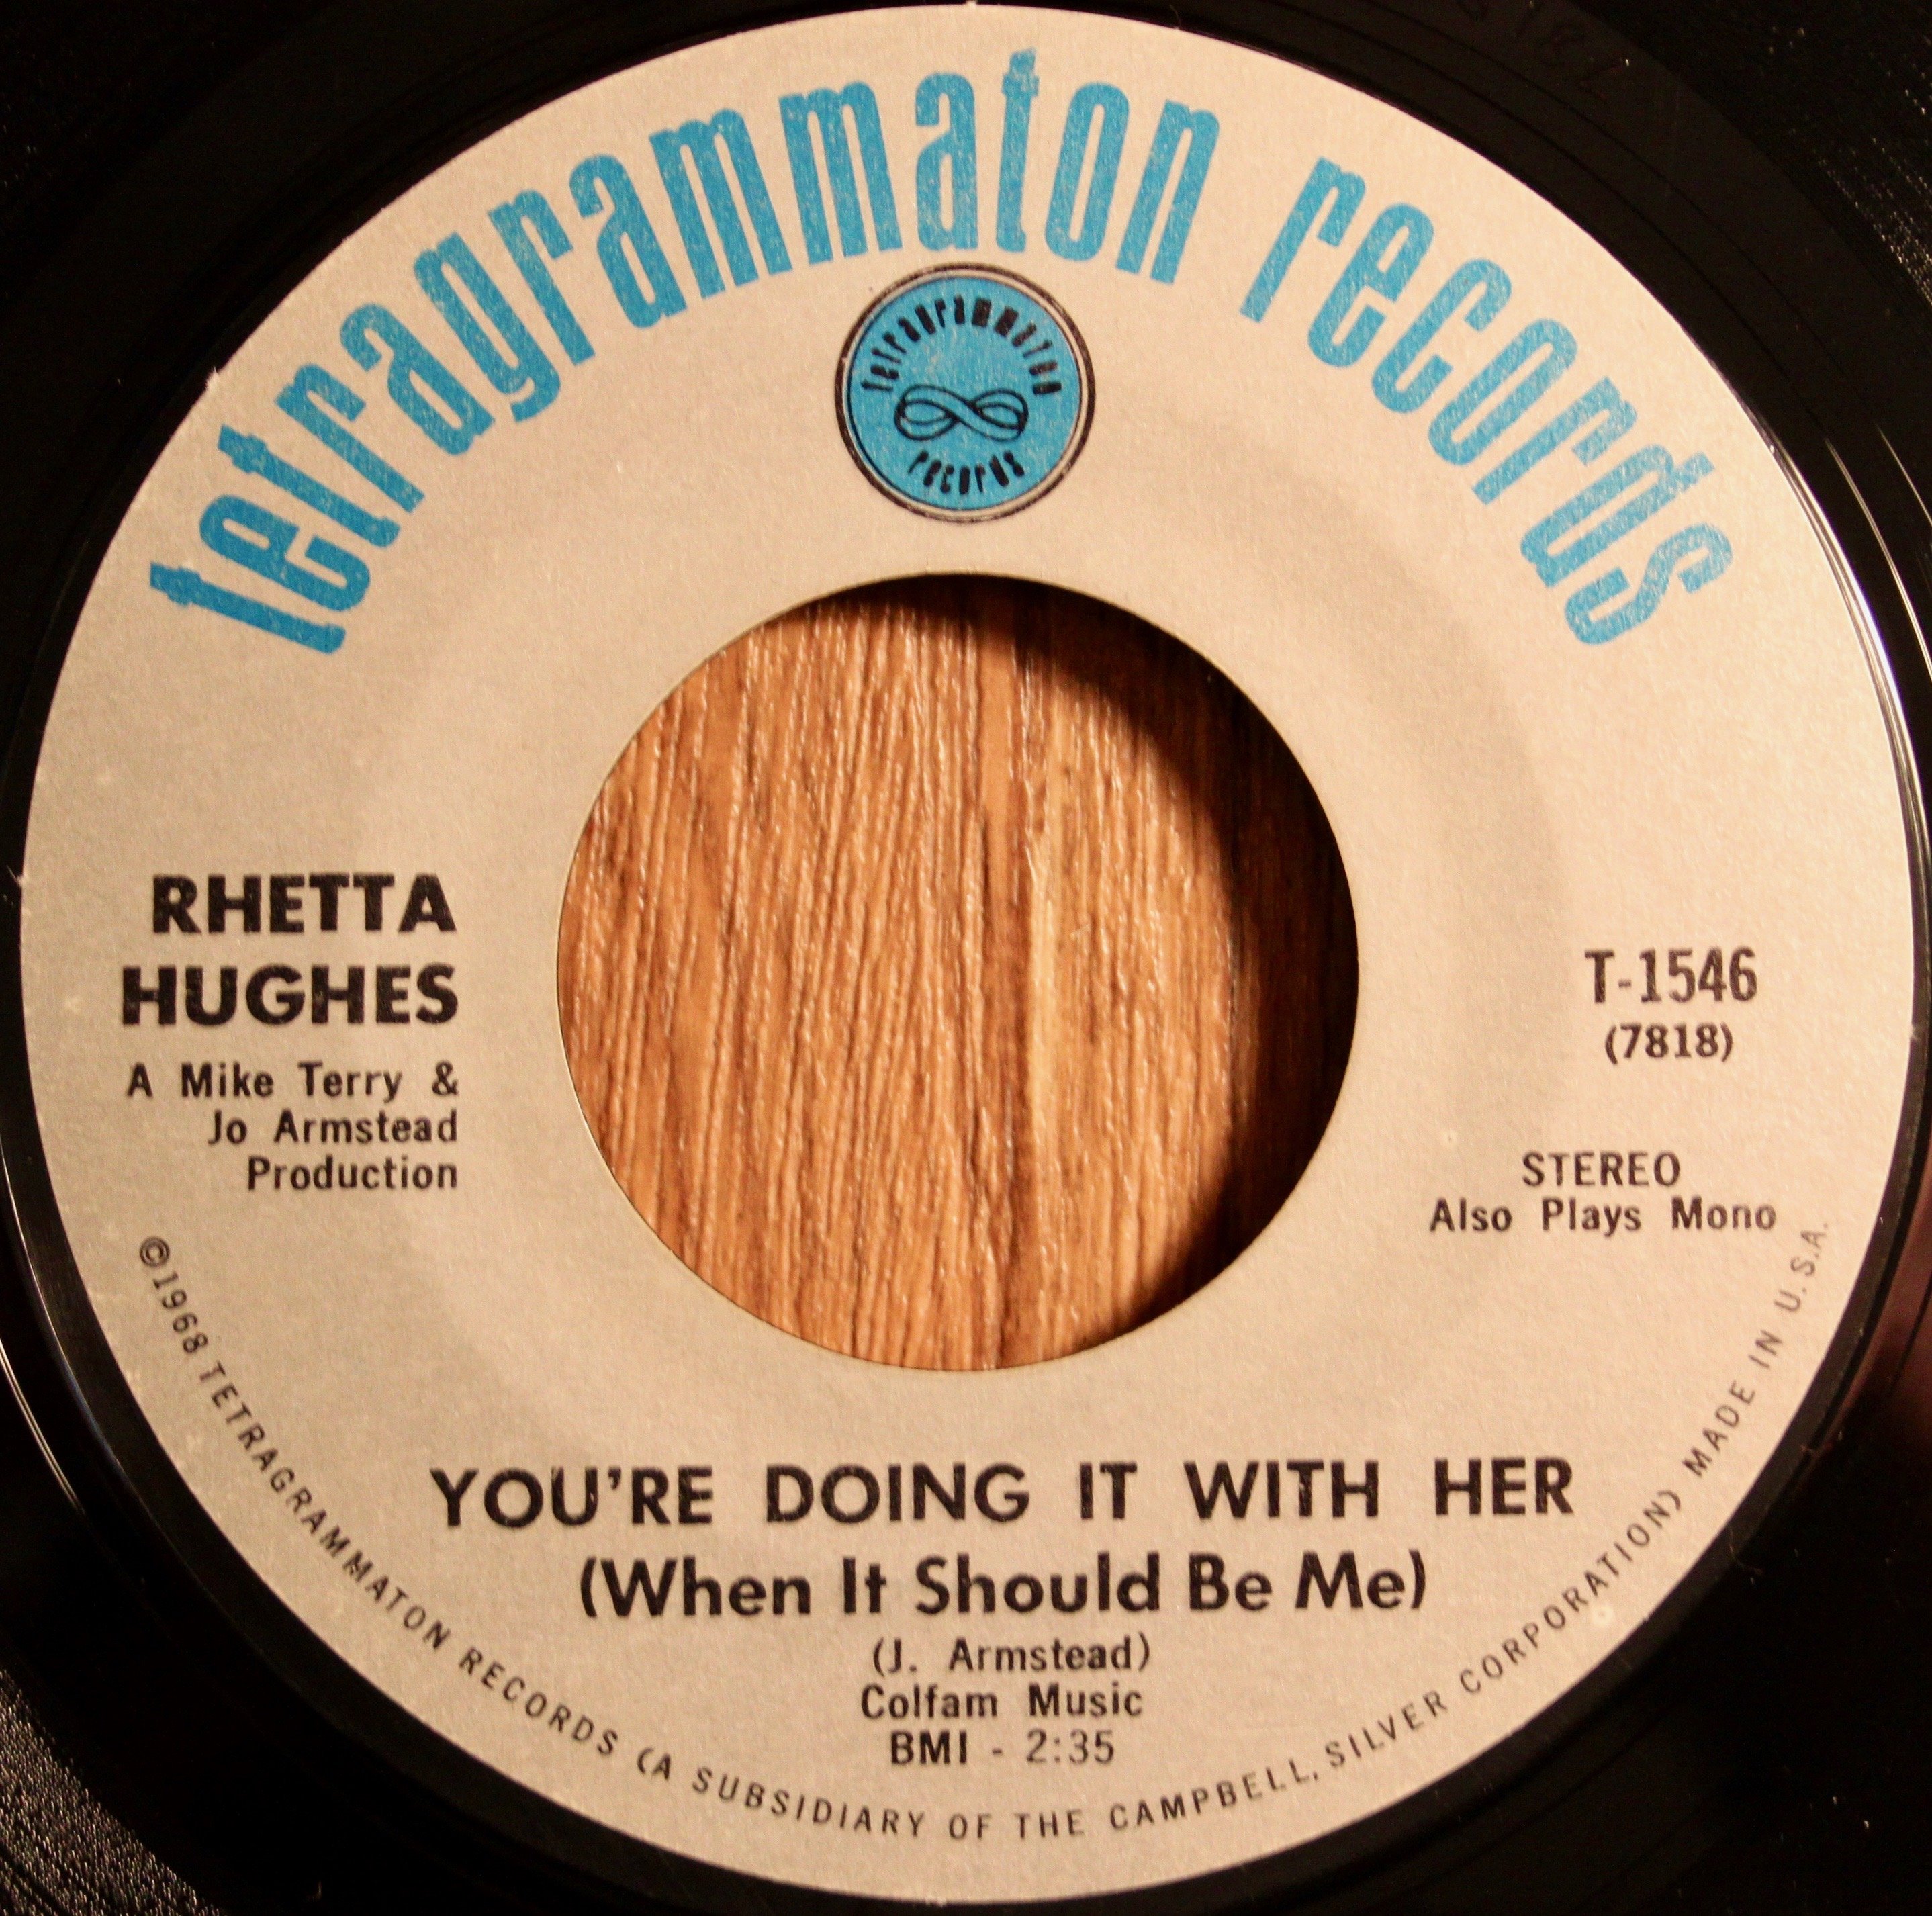 tetragrammaton records
tetragrammaton
records
RHETTA
HUGHES
A Mike Terry &
Jo Armstead
Production
T-1546
(7818)
STEREO
Also Plays Mono
YOU'RE DOING IT WITH HER
(When It Should Be Me)
(J. Armstead)
Colfam Music
BMI - 2:35
©1968 TETRAGRAMMATON RECORDS (A SUBSIDIARY OF THE CAMPBELL, SILVER CORPORATION) MADE IN U.S.A.